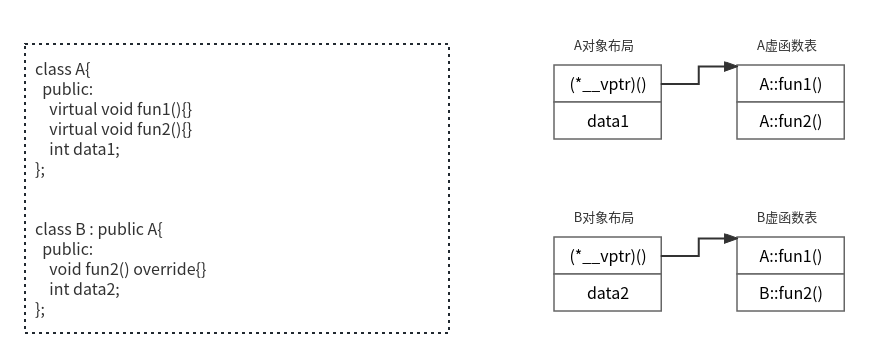 class A{
public:
virtual void fun1(){}
virtual void fun2(){}
int data1;
};
class B : public A{
public:
void fun2() override{}
int data2;
};
A对象布局
(*__vptr)()
data1
A虚函数表
A::fun1()
A::fun2()
B对象布局
(*__vptr)()
data2
B虚函数表
A::fun1()
B::fun2()